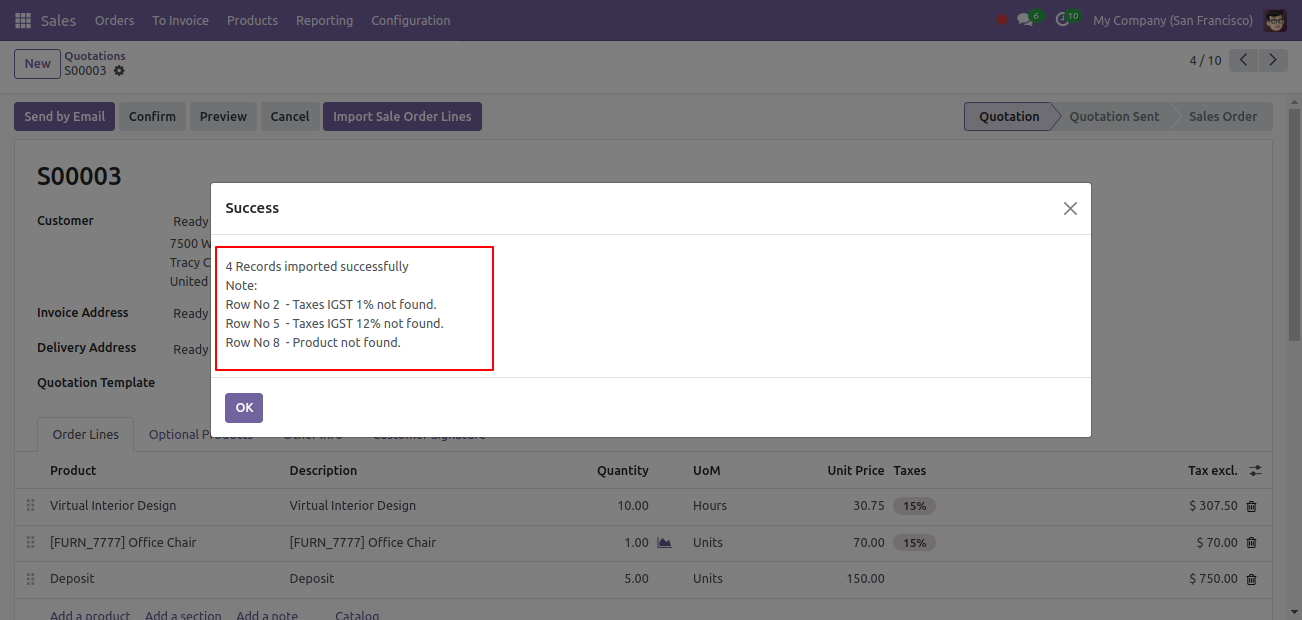 Sales Orders To Invoice Products Reporting Configuration 6 10 My Company (San Francisco)
New Quotations 4 / 10
S00003
Send by Email Confirm Preview Cancel Import Sale Order Lines Quotation Quotation Sent Sales Order
S00003
Success
Customer Ready
7500 W
Tracy C
United
4 Records imported successfully
Note:
Row No 2 - Taxes IGST 1% not found.
Row No 5 - Taxes IGST 12% not found.
Row No 8 - Product not found.
Invoice Address Ready
Delivery Address Ready
Quotation Template
OK
Order Lines Optional Products Other Info Customer Signature
Product Description Quantity UoM Unit Price Taxes Tax excl.
Virtual Interior Design Virtual Interior Design 10.00 Hours 30.75 15% $ 307.50
[FURN_7777] Office Chair [FURN_7777] Office Chair 1.00 Units 70.00 15% $ 70.00
Deposit Deposit 5.00 Units 150.00 $ 750.00
Add a product Add a section Add a note Catalog